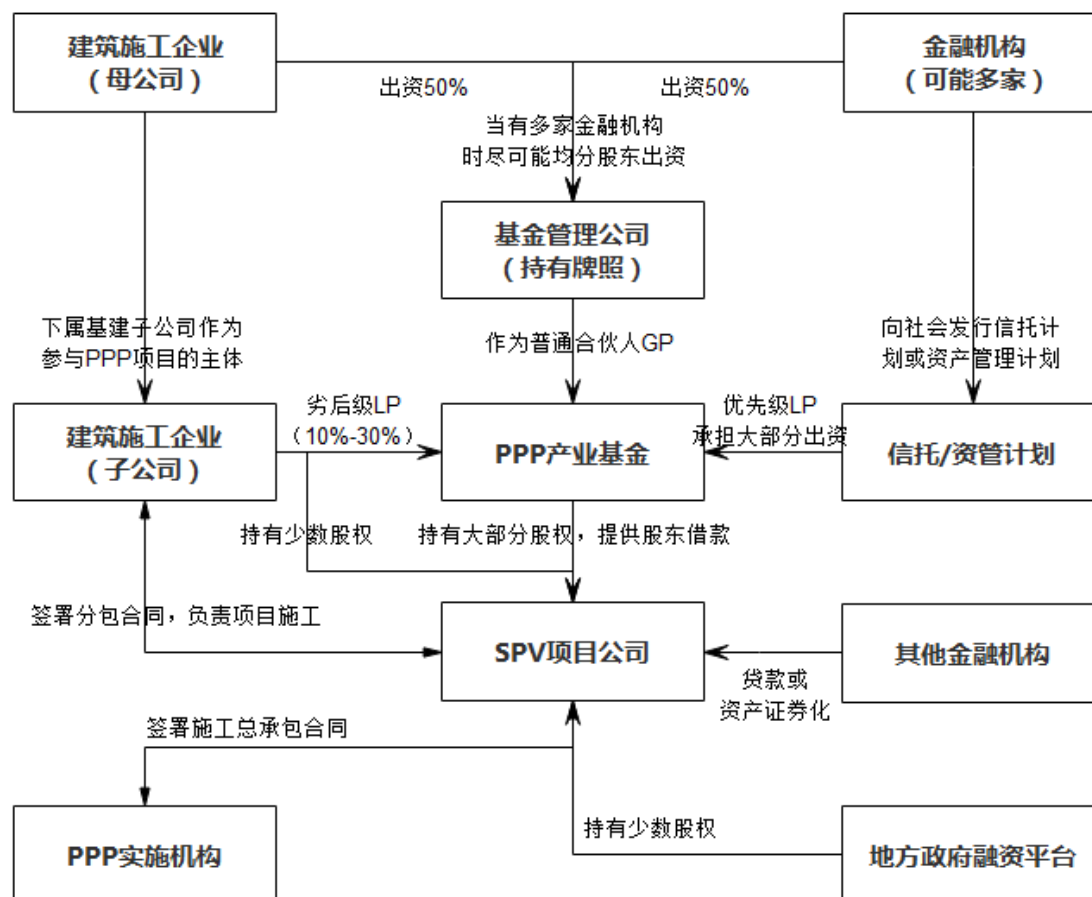 建筑施工企业
（母公司）
金融机构
（可能多家）
出资50%
出资50%
当有多家金融机构
时尽可能均分股东出资
基金管理公司
（持有牌照）
下属基建子公司作为
参与PPP项目的主体
作为普通合伙人GP
向社会发行信托计
划或资产管理计划
建筑施工企业
（子公司）
劣后级LP
（10%-30%）
PPP产业基金
优先级LP
承担大部分出资
信托/资管计划
持有少数股权
持有大部分股权，提供股东借款
签署分包合同，负责项目施工
SPV项目公司
其他金融机构
贷款或
资产证券化
签署施工总承包合同
PPP实施机构
持有少数股权
地方政府融资平台